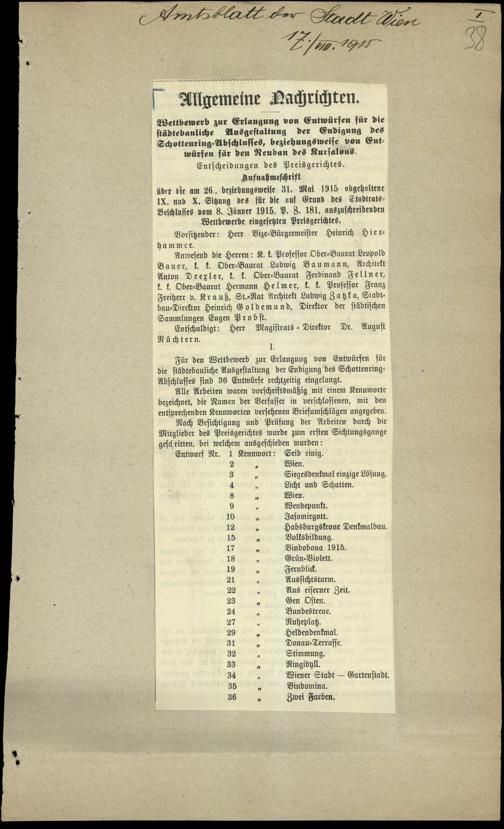 Amtsblatt der Stadt Wien
17./VIII. 1915
I
38
Allgemeine Nachrichten.
Wettbewerb zur Erlangung von Entwürfen für die
städtebauliche Ausgestaltung der Endigung des
Schottenring-Abschlusses, beziehungsweise von Ent-
würfen für den Neubau des Kursalons.
Entscheidungen des Preisgerichtes.
Aufnahmeschrift
über die am 26., beziehungsweise 31. Mai 1915 abgehaltene
IX. und X. Sitzung des für die auf Grund des Stadtrats-
Beschlusses vom 8. Jänner 1915, P. Z. 181, auszuschreibenden
Wettbewerbe eingesetzten Preisgerichtes.
Vorsitzender: Herr Vize-Bürgermeister Heinrich Hier-
hammer.
Anwesend die Herren: K. k. Professor Ober-Baurat Leopold
Bauer, k. k. Ober-Baurat Ludwig Baumann, Architekt
Anton Drexler, k. k. Ober-Baurat Ferdinand Fellner,
k. k. Ober-Baurat Hermann Helmer, k. k. Professor Franz
Freiherr v. Krauß, St.-Rat Architekt Ludwig Zatzka, Stadt-
bau-Direktor Heinrich Goldemund, Direktor der städtischen
Sammlungen Eugen Probst.
Entschuldigt: Herr Magistrats-Direktor Dr. August
Nüchtern.
I.
Für den Wettbewerb zur Erlangung von Entwürfen für
die städtebauliche Ausgestaltung der Endigung des Schottenring-
Abschlusses sind 36 Entwürfe rechtzeitig eingelangt.
Alle Arbeiten waren vorschriftsmäßig mit einem Kennworte
bezeichnet, die Namen der Verfasser in verschlossenen, mit den
entsprechenden Kennworten versehenen Briefumschlägen angegeben.
Nach Besichtigung und Prüfung der Arbeiten durch die
Mitglieder des Preisgerichtes wurde zum ersten Sichtungsgange
geschritten, bei welchem ausgeschieden wurden:
Entwurf Nr. 1 Kennwort: Seid einig.
2 „ Wien.
3 „ Siegesdenkmal einzige Lösung.
4 „ Licht und Schatten.
8 „ Wien.
9 „ Wendepunkt.
10 „ Jasomirgott.
12 „ Habsburgskrone Denkmalbau.
15 „ Volksbildung.
17 „ Vindobona 1915.
18 „ Grün-Violett.
19 „ Fernblick.
21 „ Aussichtsturm.
22 „ Aus eiserner Zeit.
23 „ Gen Osten.
24 „ Bundestreue.
27 „ Ruheplatz.
29 „ Heldendenkmal.
31 „ Donau-Terrasse.
32 „ Stimmung.
33 „ Ringidyll.
34 „ Wiener Stadt — Gartenstadt.
35 „ Vindomina.
36 „ Zwei Farben.